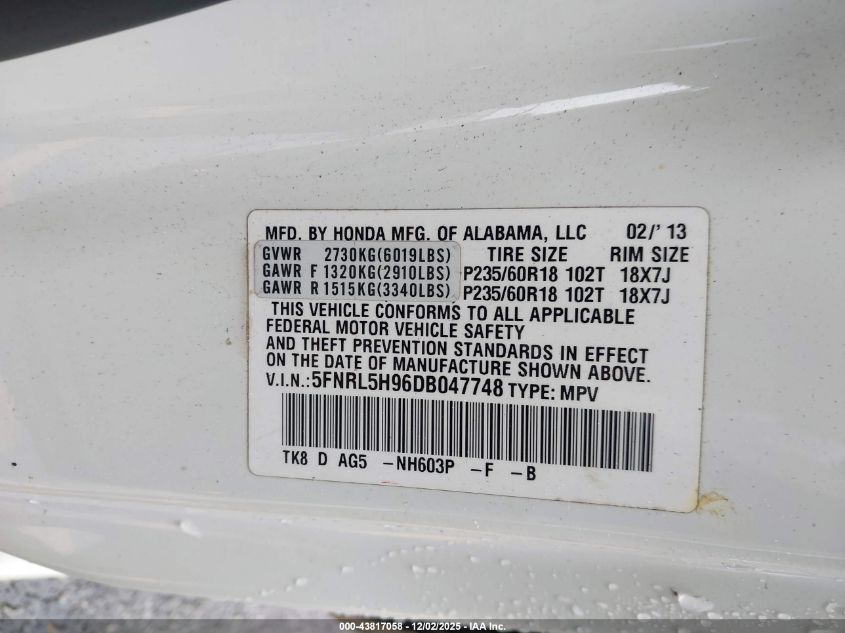 MFD. BY HONDA MFG. OF ALABAMA, LLC 02/' 13
GVWR 2730KG(6019LBS) TIRE SIZE RIM SIZE
GAWR F 1320KG(2910LBS) P235/60R18 102T 18X7J
GAWR R 1515KG(3340LBS) P235/60R18 102T 18X7J
THIS VEHICLE CONFORMS TO ALL APPLICABLE
FEDERAL MOTOR VEHICLE SAFETY
AND THEFT PREVENTION STANDARDS IN EFFECT
ON THE DATE OF MANUFACTURE SHOWN ABOVE.
V.I.N.: 5FNRL5H96DB047748 TYPE: MPV
TK8 D AG5 -NH603P -F -B
000-43817058 - 12/02/2025 - IAA Inc.